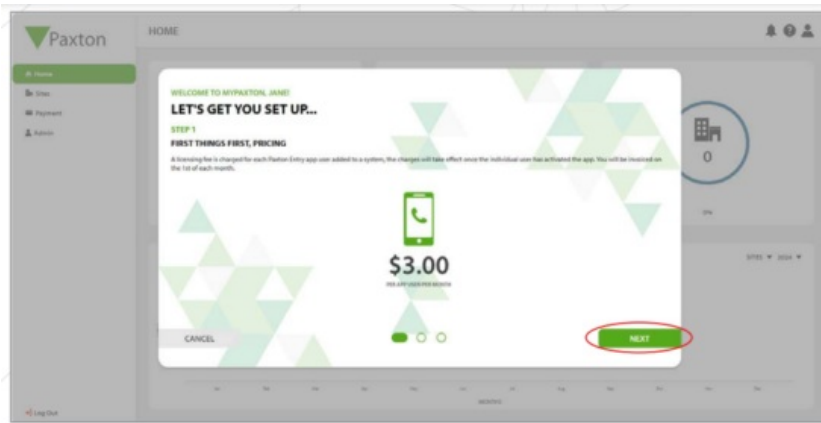 Paxton
HOME
Home
Sites
Payment
Admin
WELCOME TO MYPAXTON, JANE!
LET'S GET YOU SET UP...
STEP 1
FIRST THINGS FIRST, PRICING
A licensing fee is charged for each Paxton Entry app user added to a system, the charges will take effect once the individual user has activated the app. You will be invoiced on
the 1st of each month.
0
$3.00
PER APP USER PER MONTH
SITES 2024
CANCEL
NEXT
MONTHS
Log Out